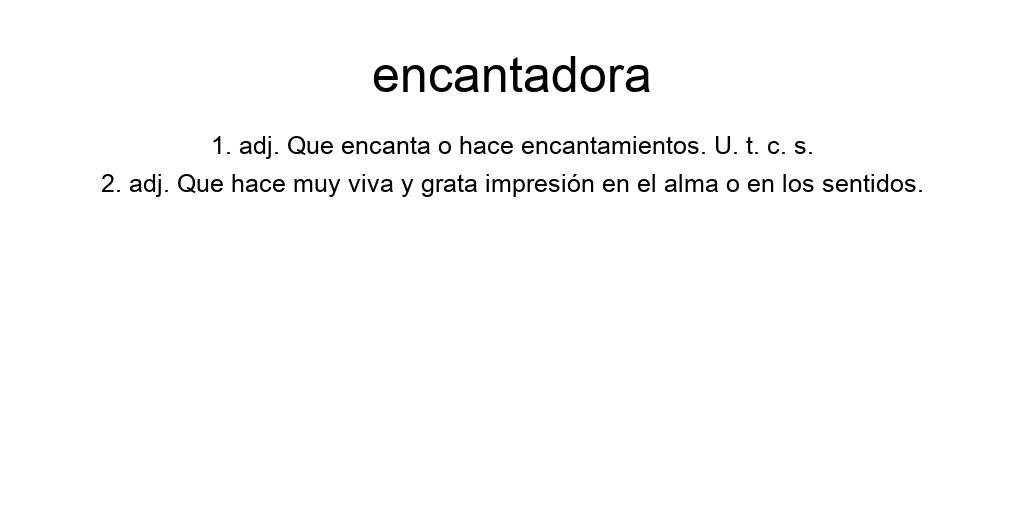 encantadora
1. adj. Que encanta o hace encantamientos. U. t. c. s.
2. adj. Que hace muy viva y grata impresión en el alma o en los sentidos.